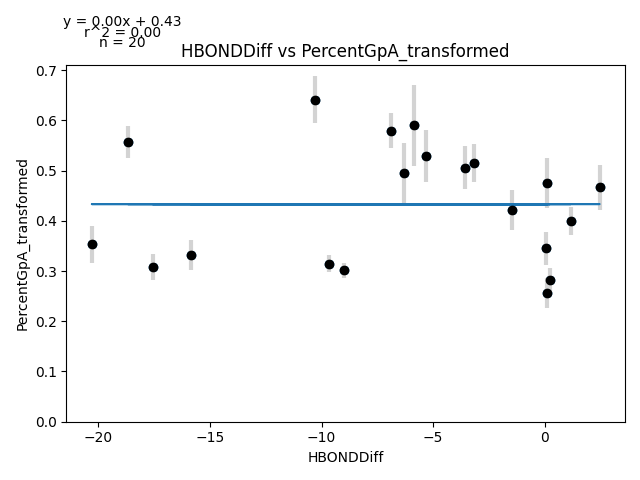 y = 0.00x + 0.43
r^2 = 0.00
n = 20
HBONDDiff vs PercentGpA_transformed
PercentGpA_transformed
0.7
0.6
0.5
0.4
0.3
0.2
0.1
0.0
−20
−15
−10
−5
0
HBONDDiff